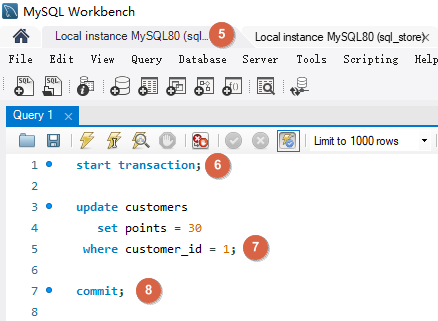 MySQL Workbench
Local instance MySQL80 (sql... 5 Local instance MySQL80 (sql_store) ×
File Edit View Query Database Server Tools Scripting Help
Query 1 ×
Limit to 1000 rows
1 start transaction; 6
2
3 update customers
4 set points = 30
5 where customer_id = 1; 7
6
7 commit; 8
8